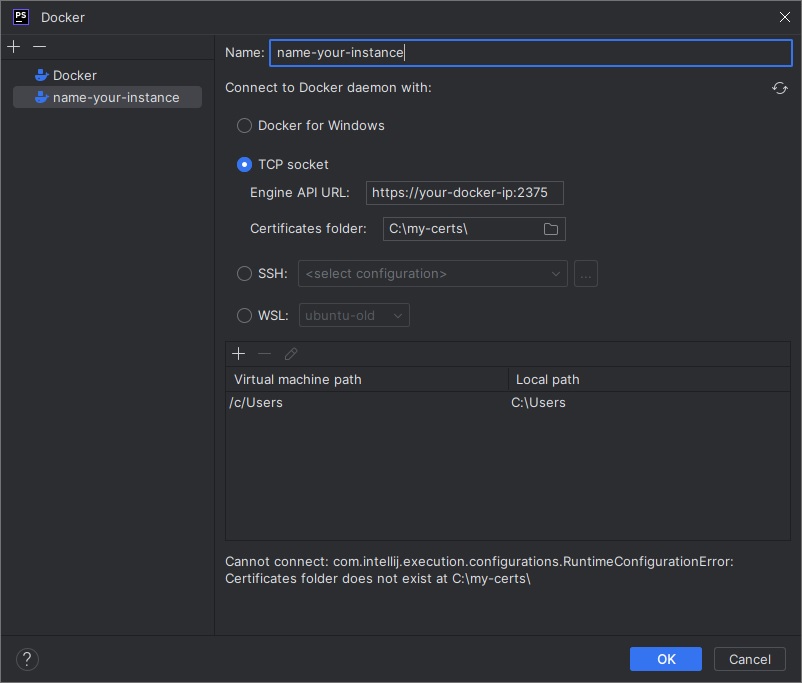 PS Docker
Docker
name-your-instance
Name: name-your-instance
Connect to Docker daemon with:
Docker for Windows
TCP socket
Engine API URL: https://your-docker-ip:2375
Certificates folder: C:\my-certs\
SSH: <select configuration> ...
WSL: ubuntu-old
Virtual machine path Local path
/c/Users C:\Users
Cannot connect: com.intellij.execution.configurations.RuntimeConfigurationError:
Certificates folder does not exist at C:\my-certs\
? OK Cancel